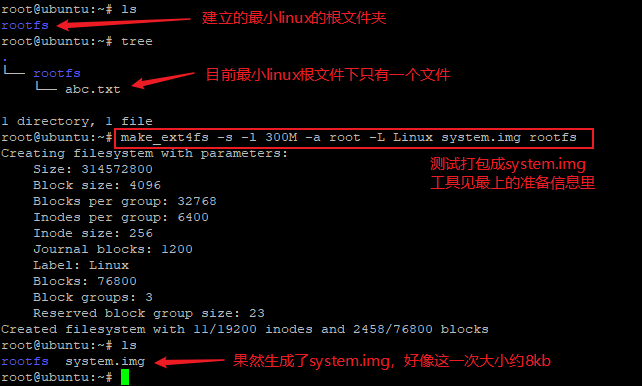 root@ubuntu:~# ls
rootfs
建立的最小linux的根文件夹
root@ubuntu:~# tree
.
└── rootfs
目前最小linux根文件下只有一个文件
└── abc.txt
1 directory, 1 file
root@ubuntu:~# make_ext4fs -s -l 300M -a root -L Linux system.img rootfs
Creating filesystem with parameters:
测试打包成system.img
Size: 314572800
工具见最上的准备信息里
Block size: 4096
Blocks per group: 32768
Inodes per group: 6400
Inode size: 256
Journal blocks: 1200
Label: Linux
Blocks: 76800
Block groups: 3
Reserved block group size: 23
Created filesystem with 11/19200 inodes and 2458/76800 blocks
root@ubuntu:~# ls
rootfs  system.img
果然生成了system.img，好像这一次大小约8kb
root@ubuntu:~#